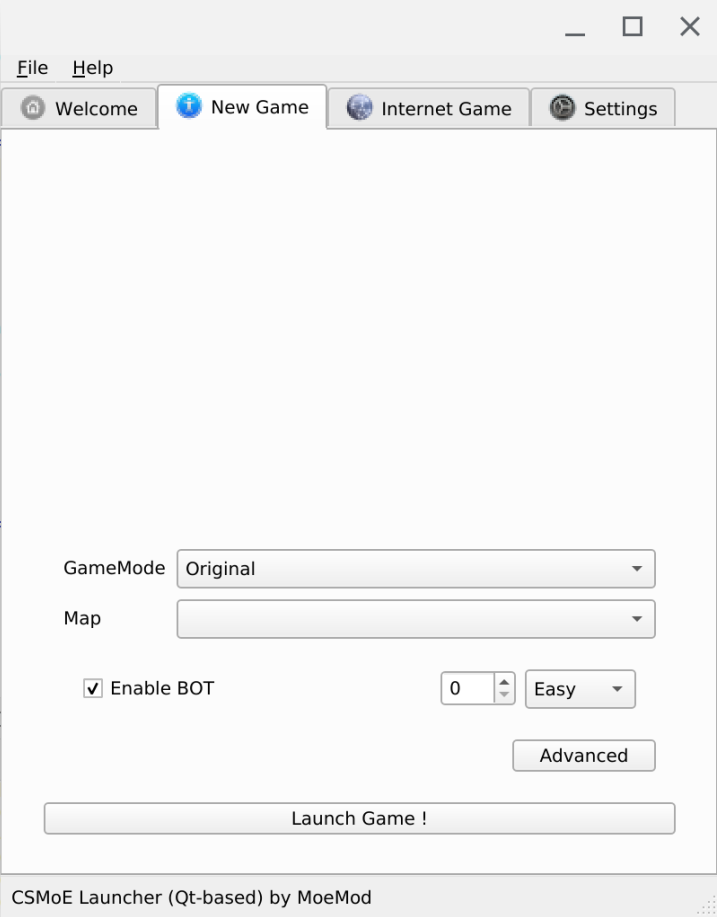 File Help
Welcome New Game Internet Game Settings
GameMode Original
Map
Enable BOT 0 Easy
Advanced
Launch Game !
CSMoE Launcher (Qt-based) by MoeMod